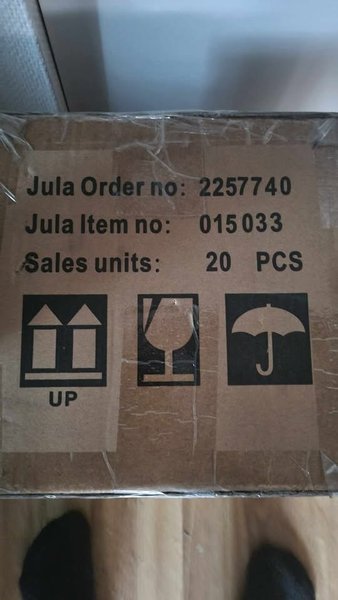 Jula Order no: 2257740
Jula Item no: 015033
Sales units: 20 PCS
UP